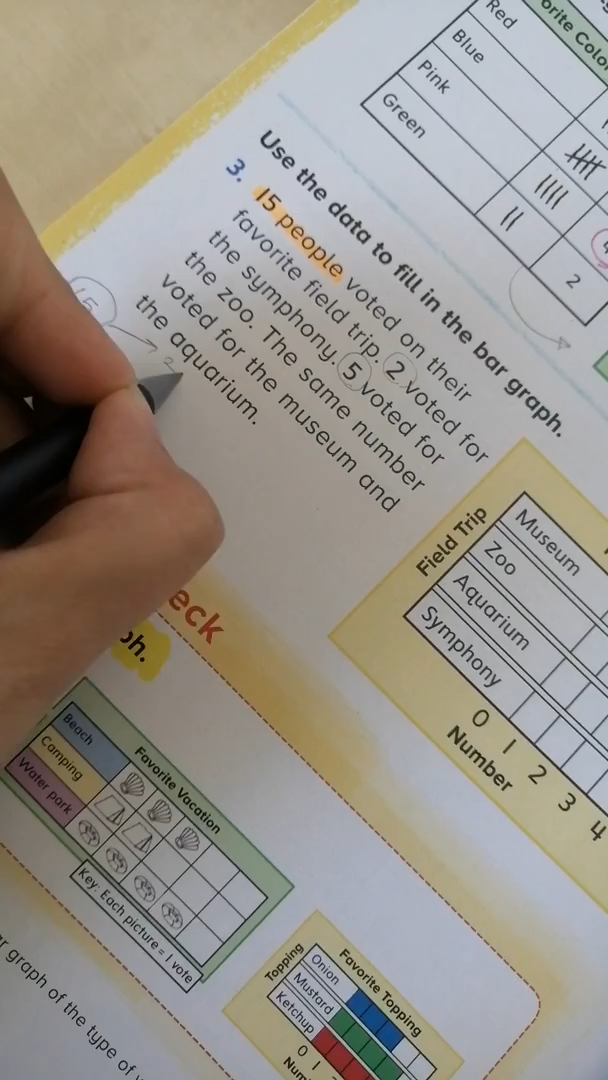 orite Color
Red
Blue
Pink
Green
2
Use the data to fill in the bar graph.
3. 15 people voted on their
favorite field trip. 2 voted for
the symphony. 5 voted for
the zoo. The same number
voted for the museum and
the aquarium.
15
Field Trip
Museum
Zoo
Aquarium
Symphony
0 1 2 3 4
Number
eck
ph.
Favorite Vacation
Beach
Camping
Water park
Key: Each picture = 1 vote
Favorite Topping
Topping
Onion
Mustard
Ketchup
0 1
Num
ar graph of the type of